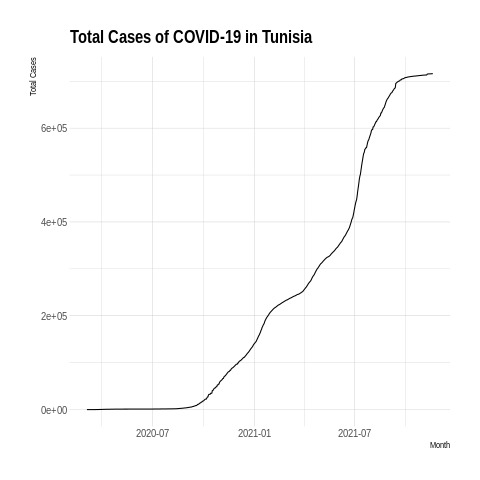 Total Cases of COVID-19 in Tunisia
Total Cases
6e+05
4e+05
2e+05
0e+00
2020-07 2021-01 2021-07
Month